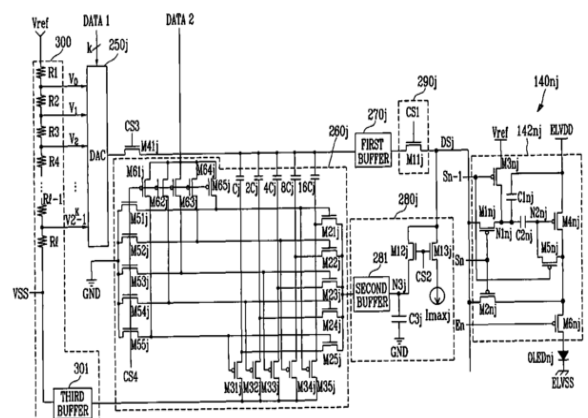 Vref
300
R1
R2
R3
R4
Rf-1
Rf
V0
V1
V2
V2^K-1
VSS
DATA 1
k
250j
DAC
DATA 2
CS3
M41j
GND
M61j
M62j
M63j
M64j
M65j
M51j
M52j
M53j
M54j
M55j
CS4
Cj
2Cj
4Cj
8Cj
16Cj
260j
M21j
M22j
M23j
M24j
M25j
M31j
M32j
M33j
M34j
M35j
THIRD
BUFFER
301
270j
FIRST
BUFFER
290j
CS1
M11j
DSj
280j
281
SECOND
BUFFER
M12j
M13j
CS2
N3j
C3j
GND
Imaxj
140nj
Vref
142nj
ELVDD
Sn-1
M3nj
C1nj
M1nj
N1nj
C2nj
N2nj
M4nj
M5nj
Sn
M2nj
En
M6nj
OLEDnj
ELVSS